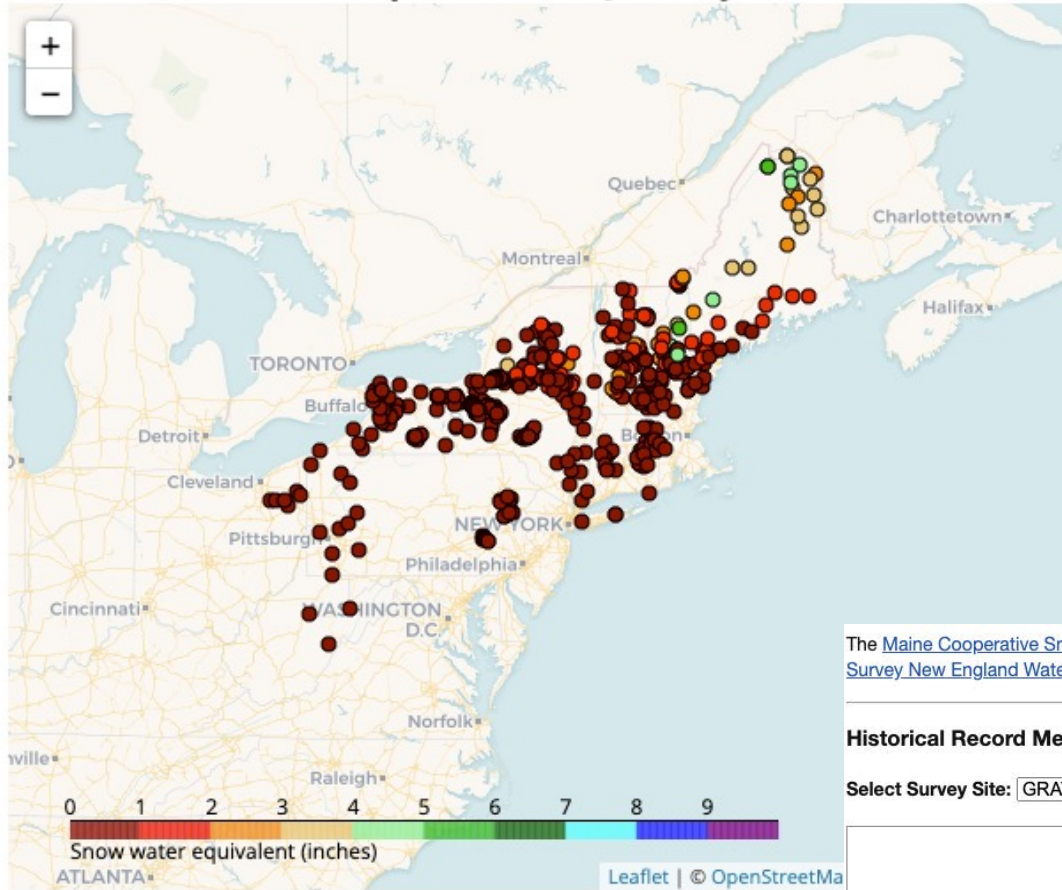 +
−
Quebec
Charlottetown
Montreal
Halifax
TORONTO
Buffalo
Detroit
Cleveland
NEW YORK
Pittsburgh
Philadelphia
Cincinnati
WASHINGTON
D.C.
Norfolk
Raleigh
0 1 2 3 4 5 6 7 8 9
Snow water equivalent (inches)
ATLANTA
Leaflet | © OpenStreetMa
The Maine Cooperative Sn
Survey New England Wate
Historical Record Me
Select Survey Site: GRA